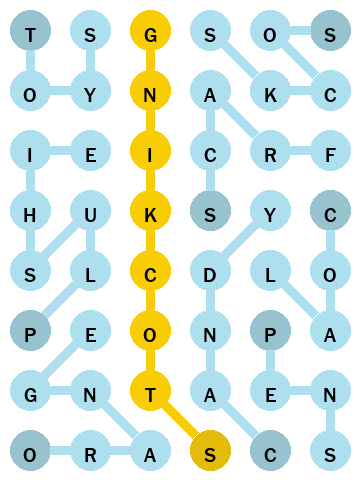 T S G S O S
O Y N A K C
I E I C R F
H U K S Y C
S L C D L O
P E O N P A
G N T A E N
O R A S C S